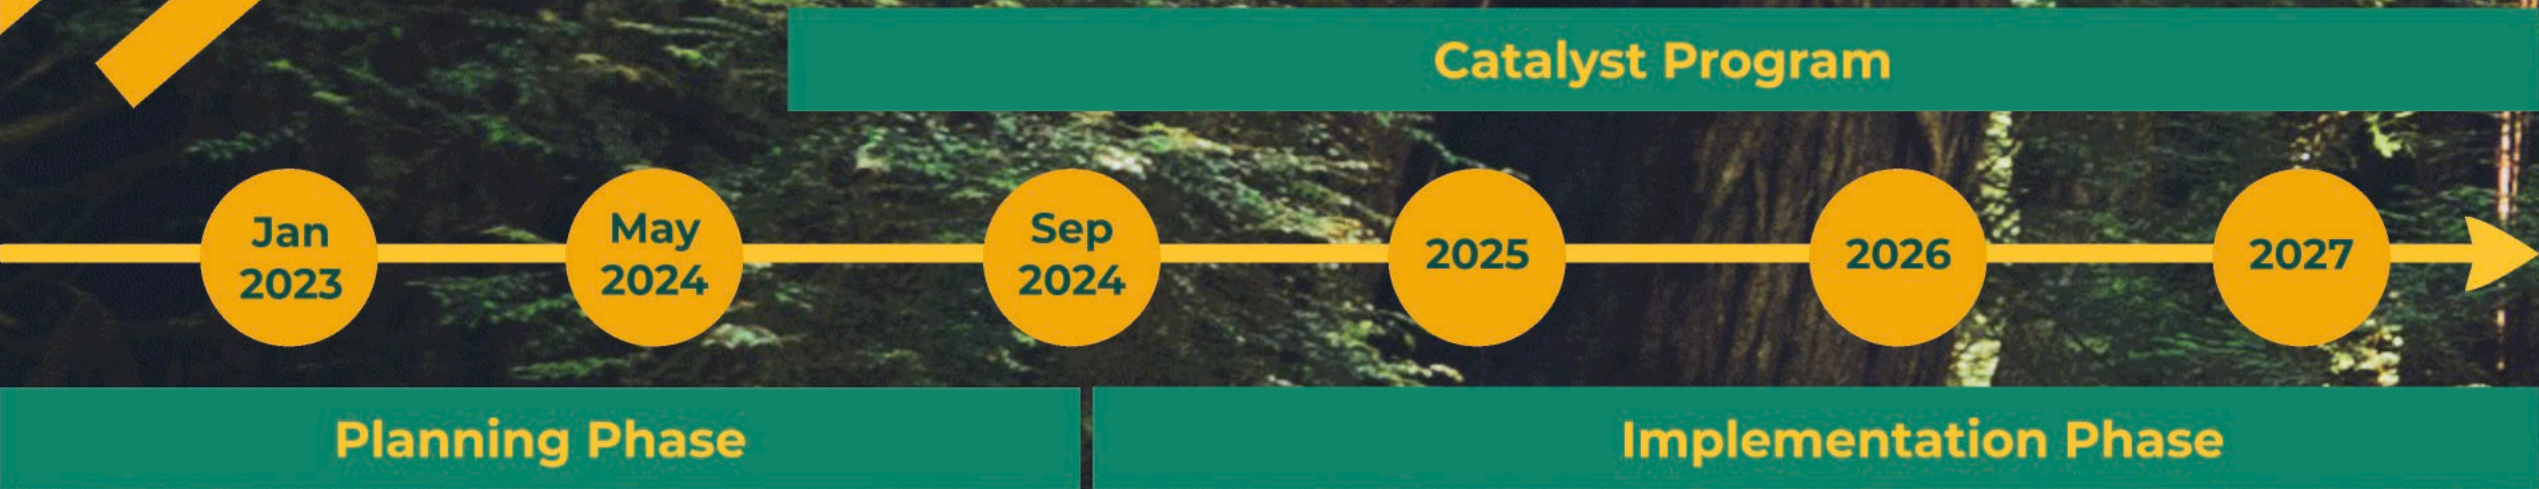 Catalyst Program
Jan
2023
May
2024
Sep
2024
2025
2026
2027
Planning Phase
Implementation Phase